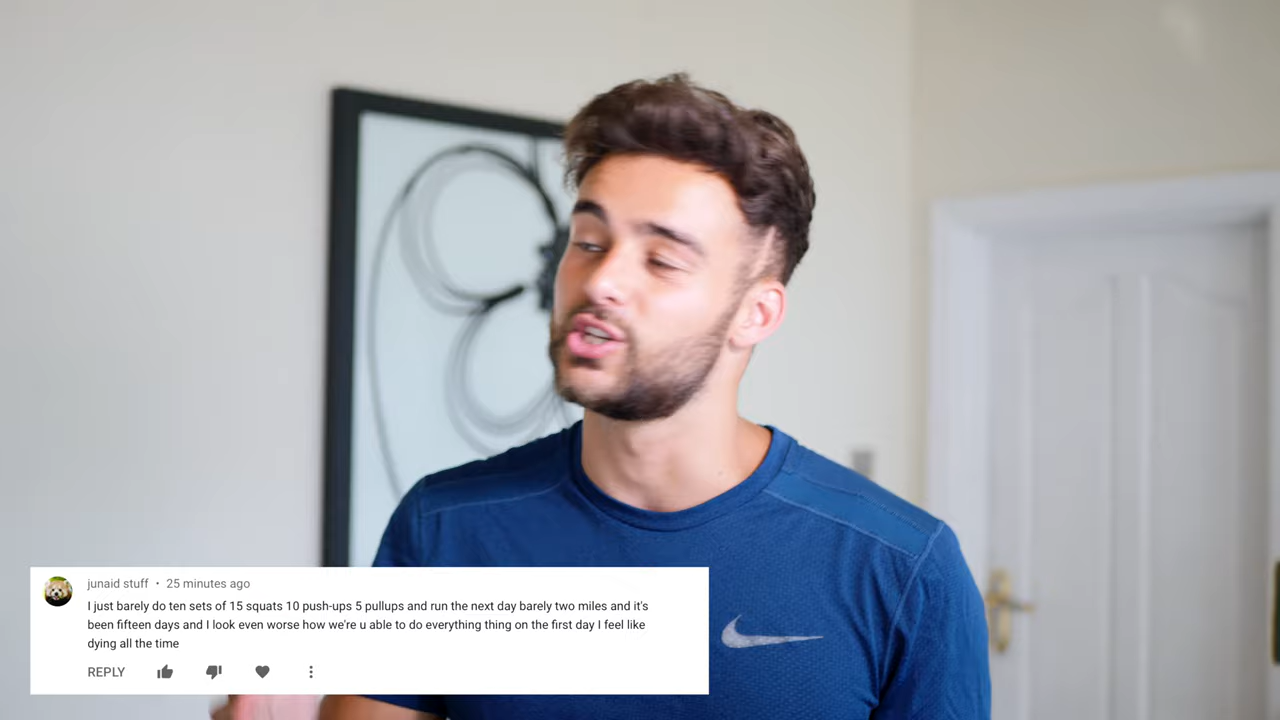 junaid stuff • 25 minutes ago
I just barely do ten sets of 15 squats 10 push-ups 5 pullups and run the next day barely two miles and it's
been fifteen days and I look even worse how we're u able to do everything thing on the first day I feel like
dying all the time
REPLY